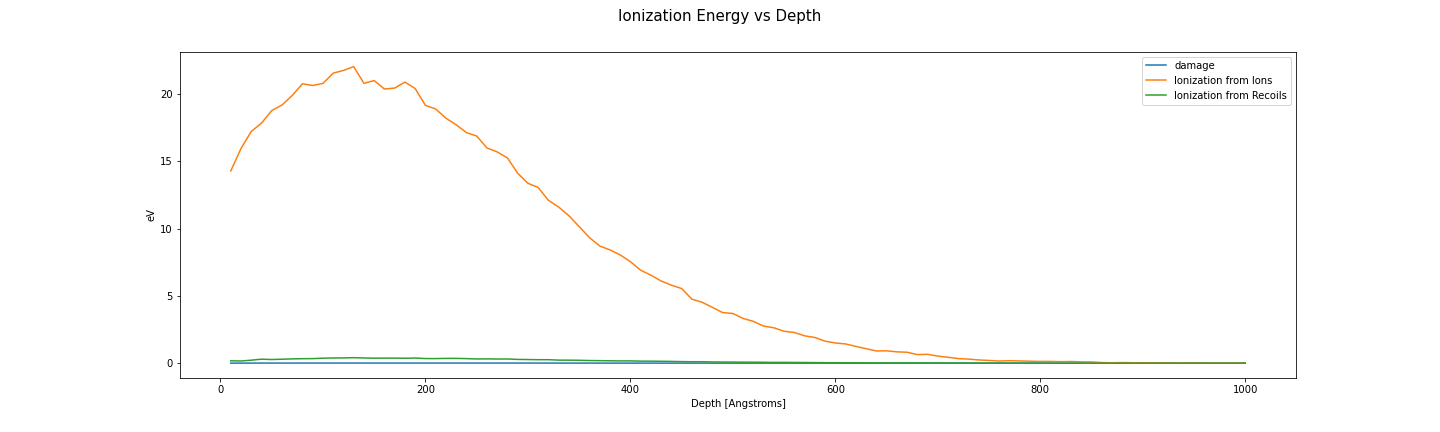 Ionization Energy vs Depth
damage
Ionization from Ions
Ionization from Recoils
20
15
10
5
0
eV
0 200 400 600 800 1000
Depth [Angstroms]